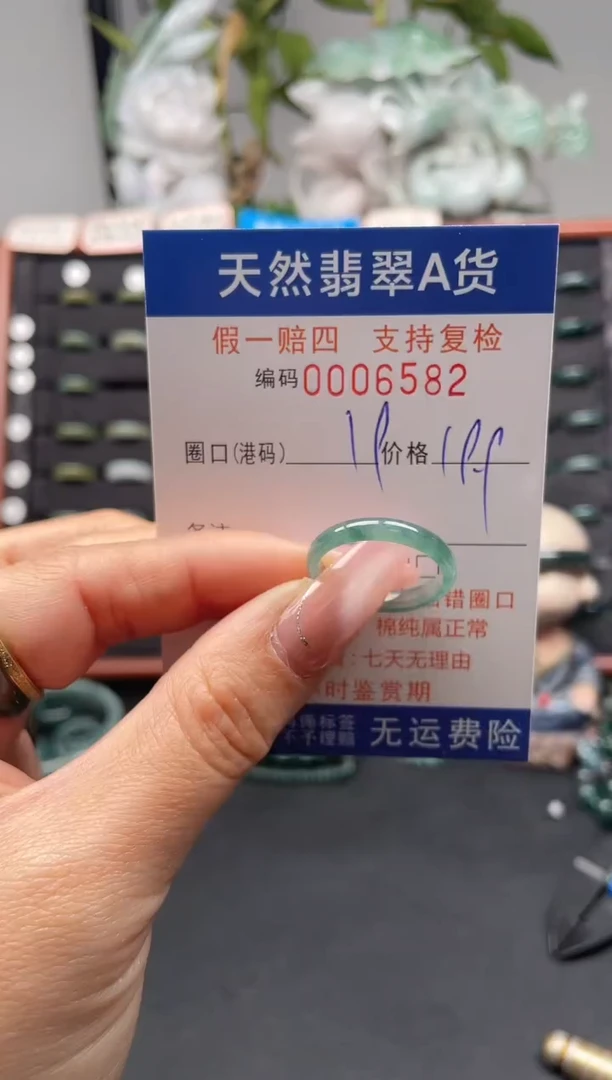 天然翡翠A货
假一赔四 支持复检
编码0006582
圈口(港码) 18 价格 188
错圈口
棉纯属正常
:七天无理由
时鉴赏期
无运费险